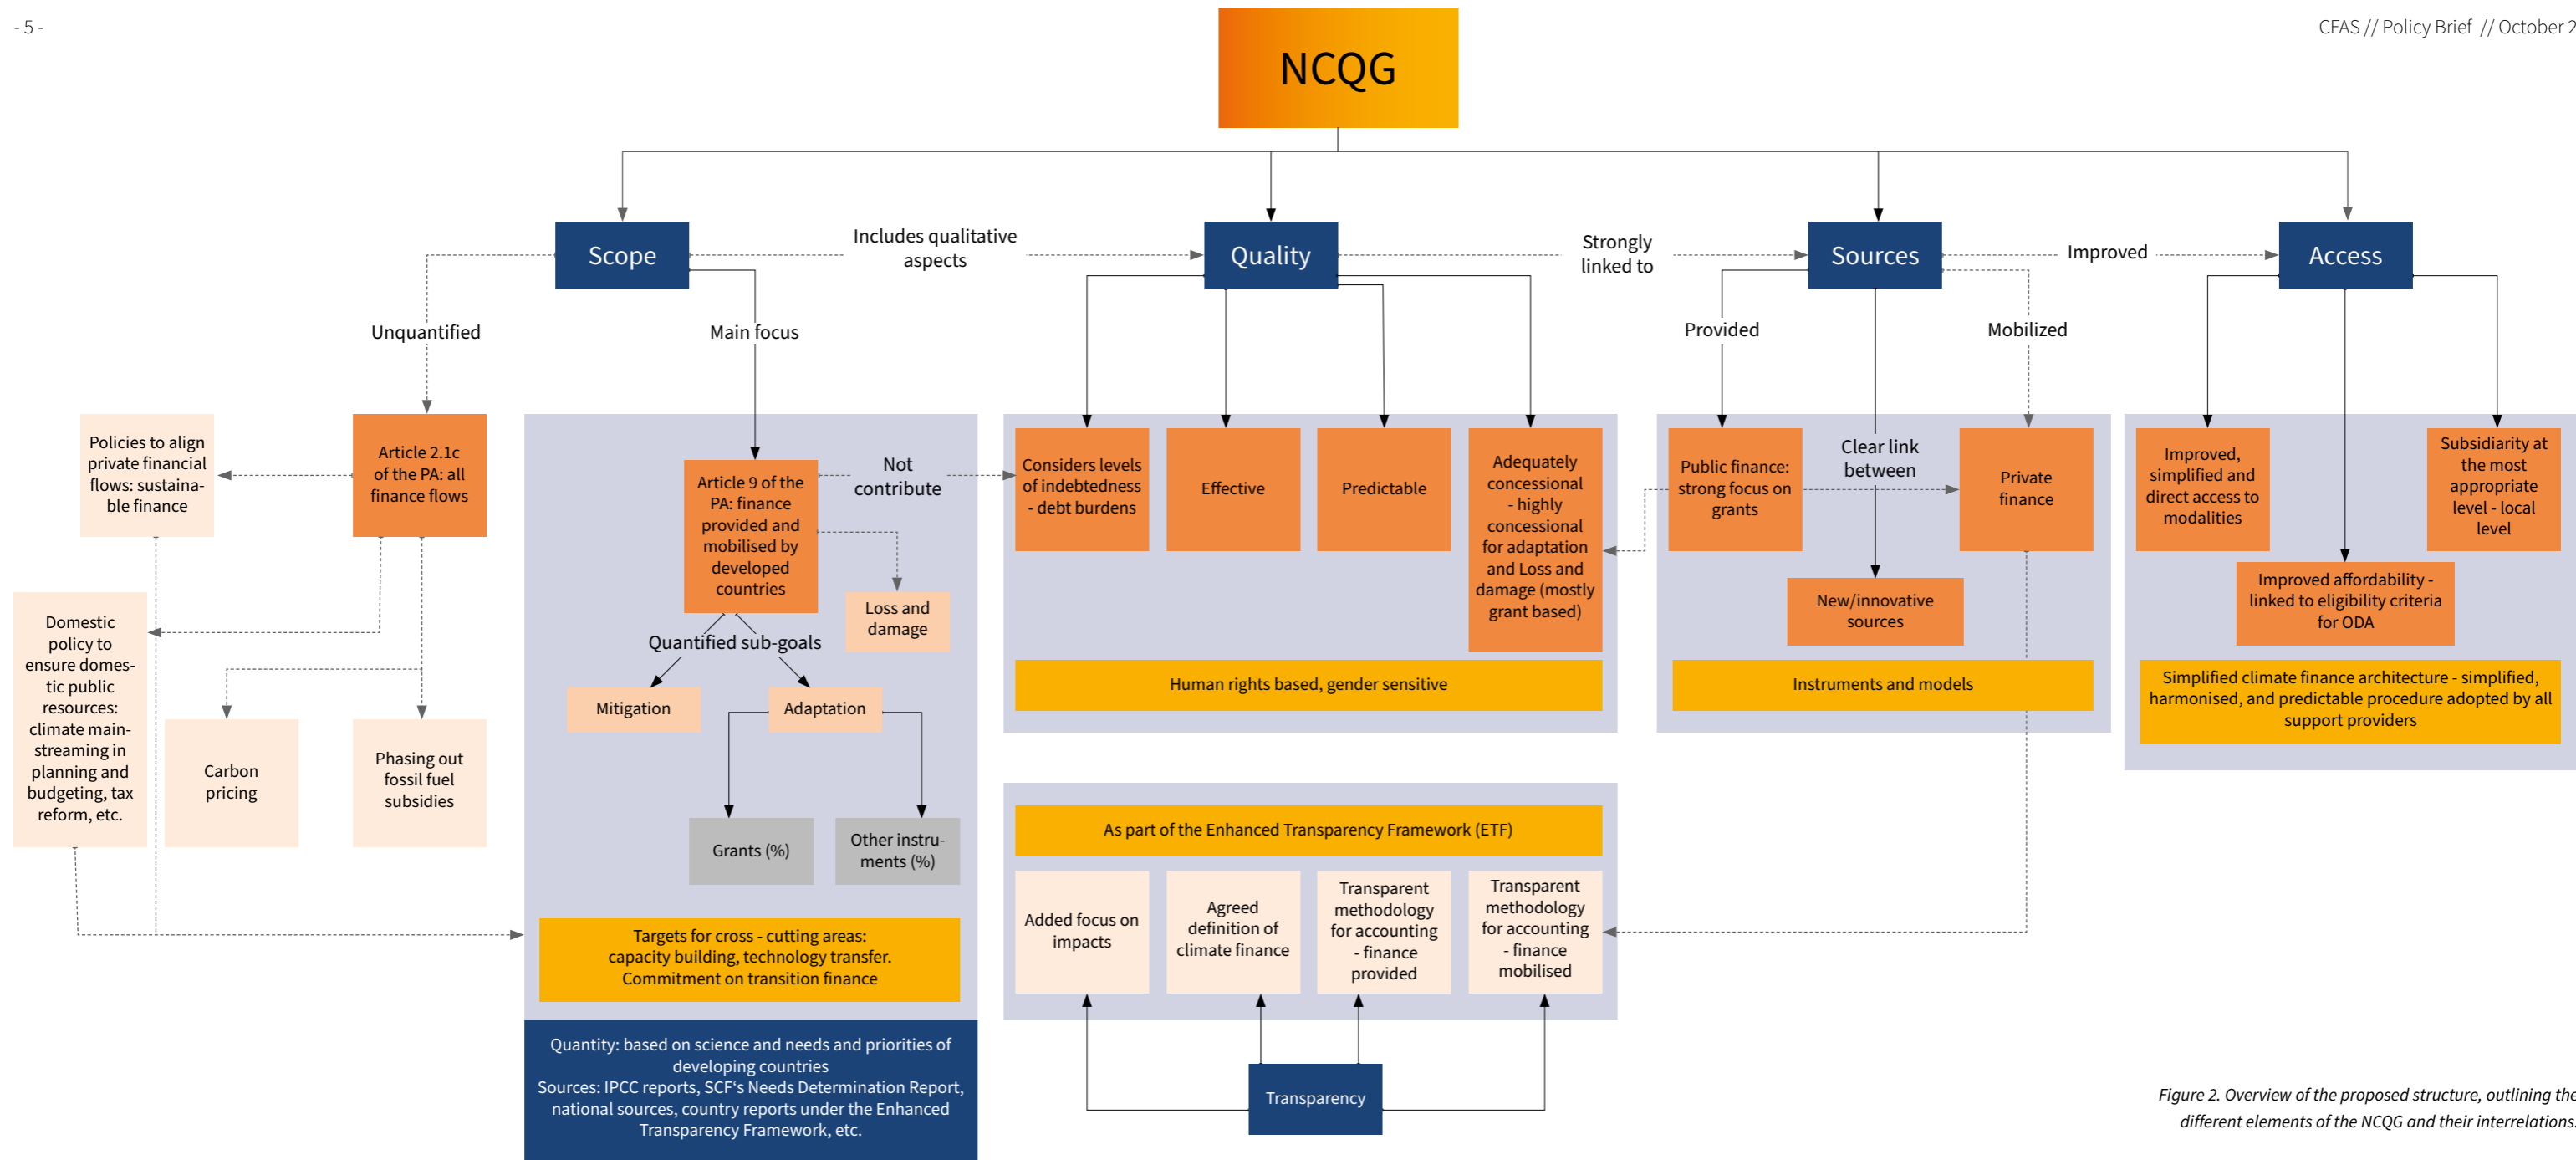 - 5 -
CFAS // Policy Brief // October 2
NCQG
Scope
Includes qualitative
aspects
Quality
Strongly
linked to
Sources
Improved
Access
Unquantified
Main focus
Provided
Mobilized
Policies to align
private financial
flows: sustaina-
ble finance
Article 2.1c
of the PA: all
finance flows
Article 9 of the
PA: finance
provided and
mobilised by
developed
countries
Not
contribute
Considers levels
of indebtedness
- debt burdens
Effective
Predictable
Adequately
concessional
- highly
concessional
for adaptation
and Loss and
damage (mostly
grant based)
Public finance:
strong focus on
grants
Clear link
between
Private
finance
Improved,
simplified and
direct access to
modalities
Subsidiarity at
the most
appropriate
level - local
level
New/innovative
sources
Improved affordability -
linked to eligibility criteria
for ODA
Domestic
policy to
ensure domes-
tic public
resources:
climate main-
streaming in
planning and
budgeting, tax
reform, etc.
Loss and
damage
Quantified sub-goals
Mitigation
Adaptation
Human rights based, gender sensitive
Instruments and models
Simplified climate finance architecture - simplified,
harmonised, and predictable procedure adopted by all
support providers
Carbon
pricing
Phasing out
fossil fuel
subsidies
Grants (%)
Other instru-
ments (%)
As part of the Enhanced Transparency Framework (ETF)
Added focus on
impacts
Agreed
definition of
climate finance
Transparent
methodology
for accounting
- finance
provided
Transparent
methodology
for accounting
- finance
mobilised
Targets for cross - cutting areas:
capacity building, technology transfer.
Commitment on transition finance
Quantity: based on science and needs and priorities of
developing countries
Sources: IPCC reports, SCF‘s Needs Determination Report,
national sources, country reports under the Enhanced
Transparency Framework, etc.
Transparency
Figure 2. Overview of the proposed structure, outlining the
different elements of the NCQG and their interrelations.